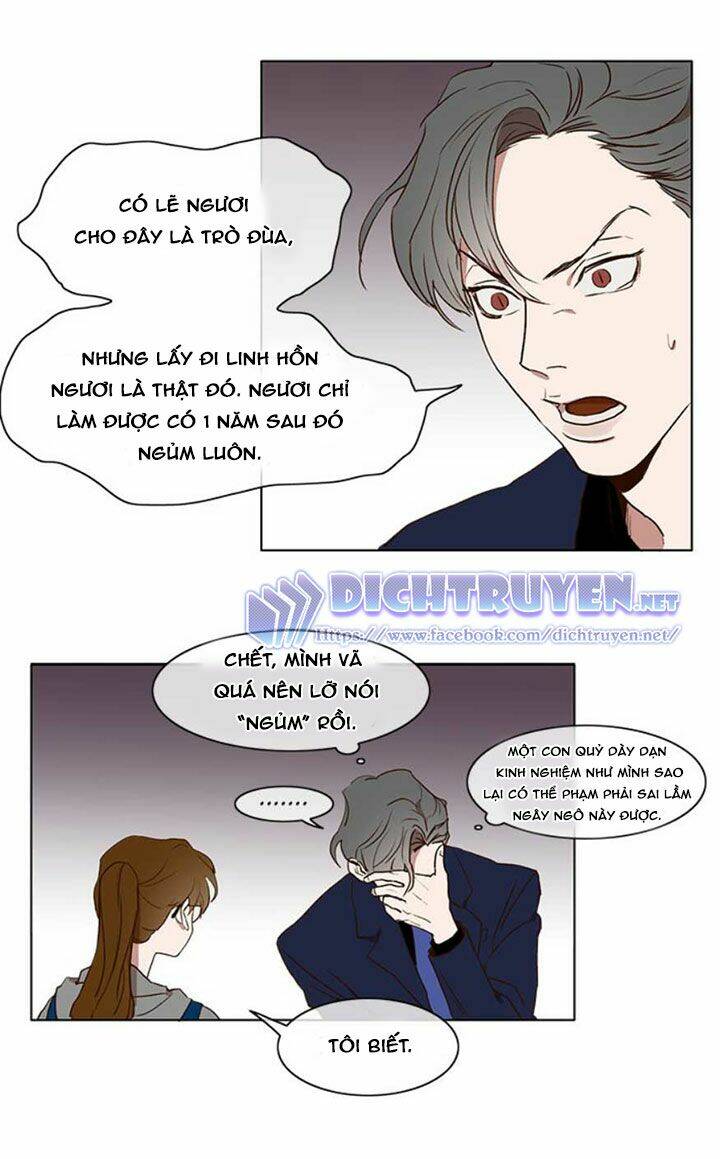 CÓ LẼ NGƯƠI
CHO ĐÂY LÀ TRÒ ĐÙA,
NHƯNG LẤY ĐI LINH HỒN
NGƯƠI LÀ THẬT ĐÓ. NGƯƠI CHỈ
LÀM ĐƯỢC CÓ 1 NĂM SAU ĐÓ
NGỦM LUÔN.
DICHTRUYEN.NET
Https://www.facebook.com/dichtruyen.net/
CHẾT, MÌNH VÃ
QUÁ NÊN LỠ NÓI
“NGỦM” RỒI.
MỘT CON QUỶ DÀY DẠN
KINH NGHIỆM NHƯ MÌNH SAO
LẠI CÓ THỂ PHẠM PHẢI SAI LẦM
NGÂY NGÔ NÀY ĐƯỢC.
.......
TÔI BIẾT.